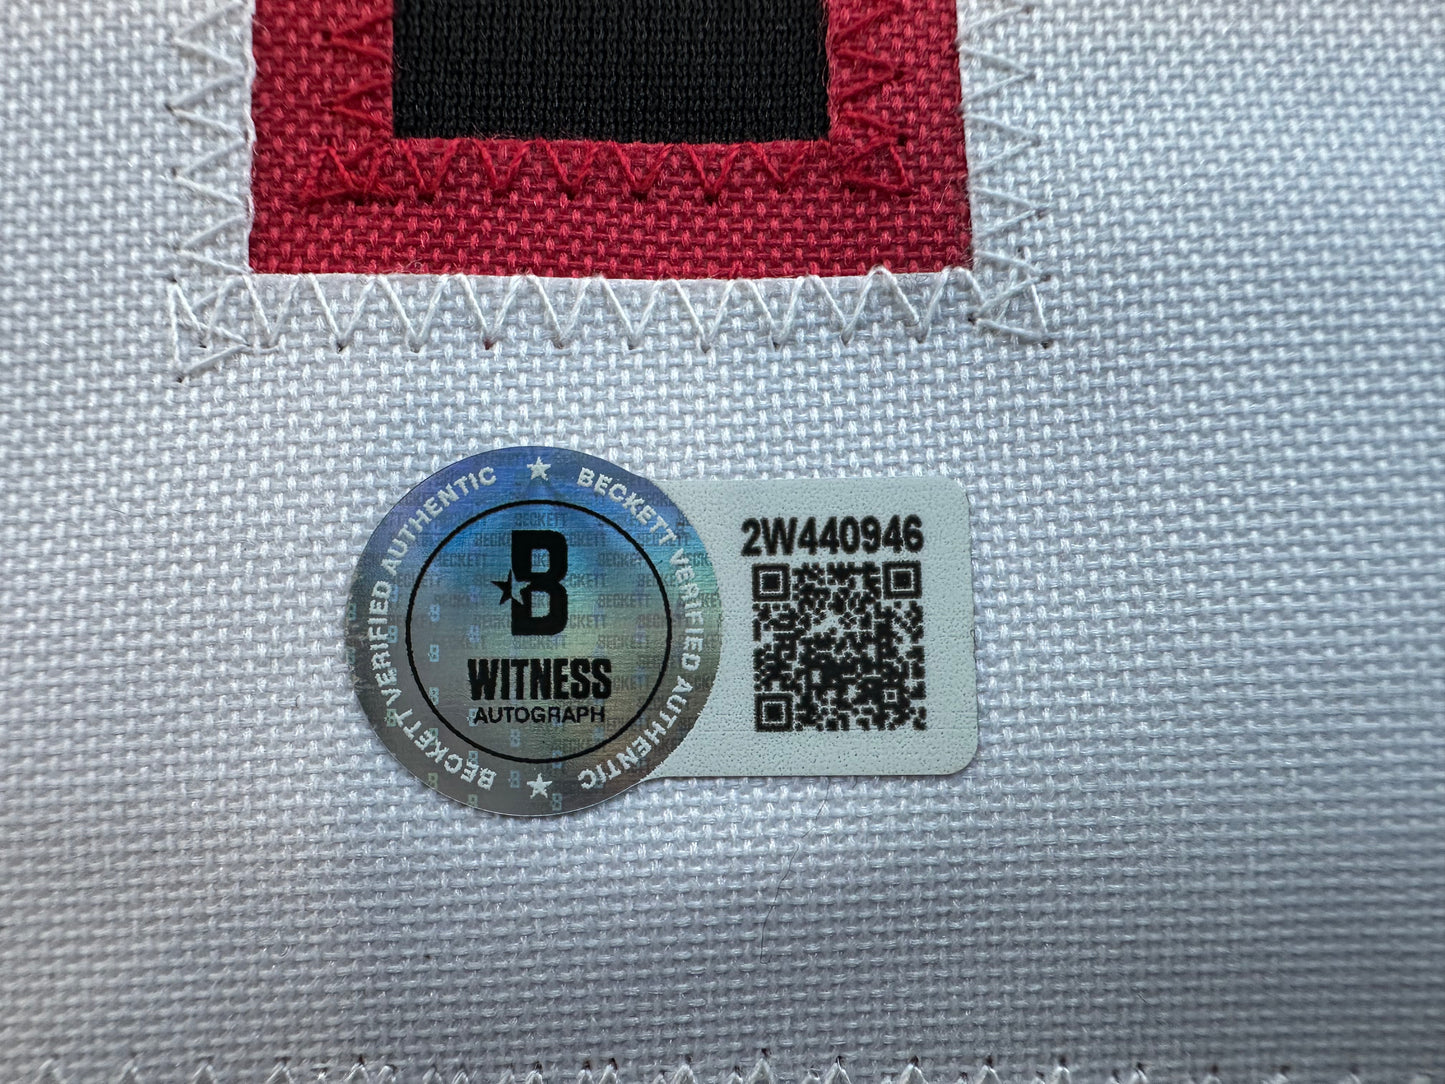 BECKETT VERIFIED AUTHENTIC ★ BECKETT VERIFIED AUTHENTIC ★
B
WITNESS
AUTOGRAPH
2W440946